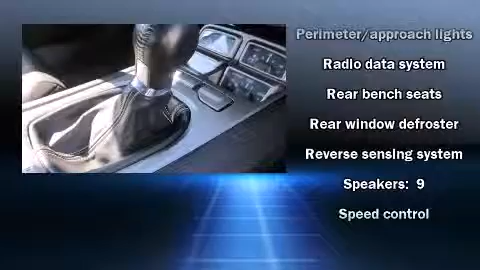 Perimeter/approach lights
Radio data system
Rear bench seats
Rear window defroster
Reverse sensing system
Speakers: 9
Speed control